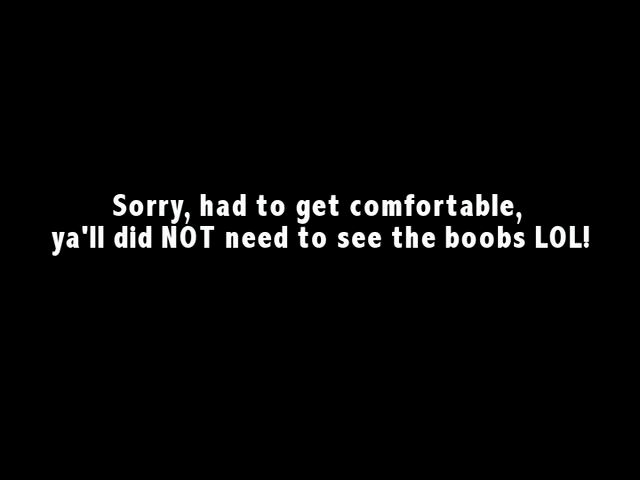 Sorry, had to get comfortable,
ya'll did NOT need to see the boobs LOL!